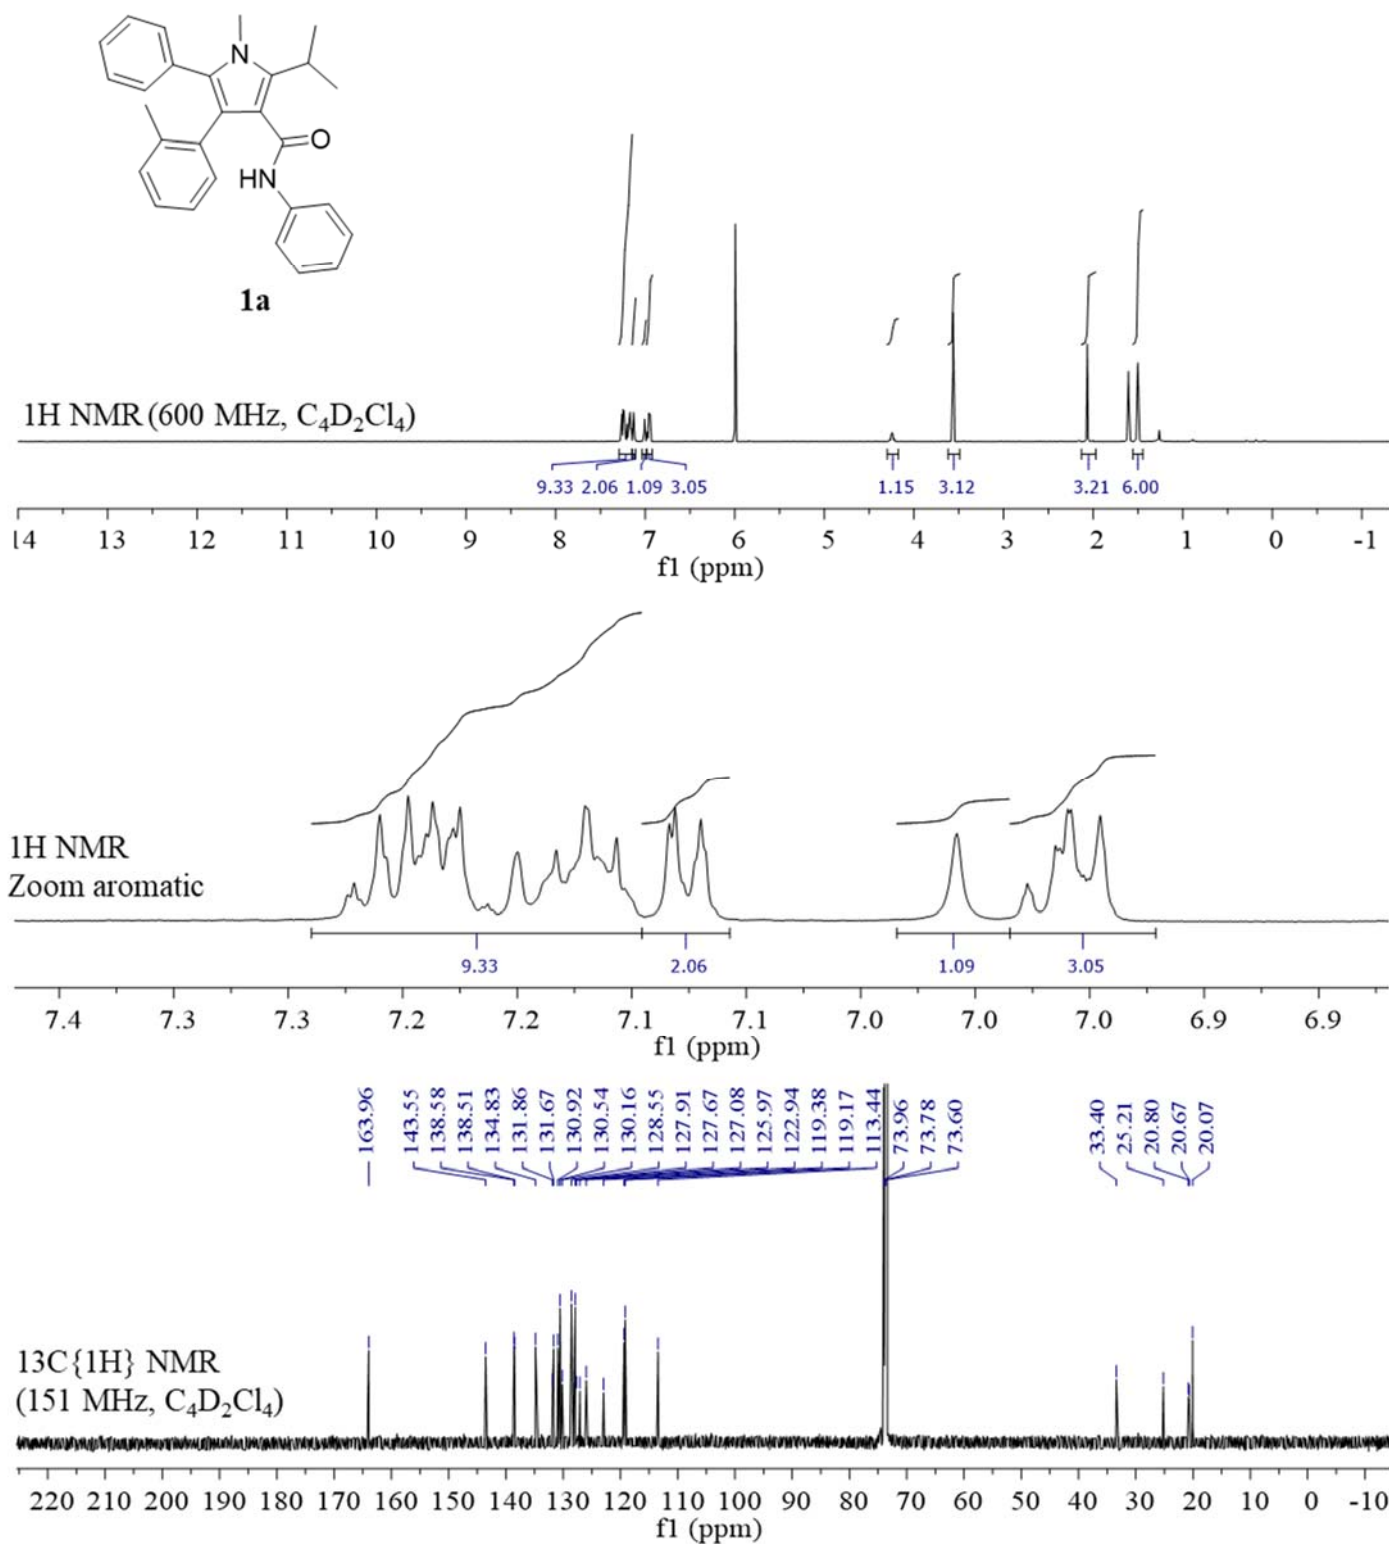 N
O
HN
1a
1H NMR (600 MHz, C₄D₂Cl₄)
9.33 2.06 1.09 3.05 1.15 3.12 3.21 6.00
14 13 12 11 10 9 8 7 6 5 4 3 2 1 0 -1
f1 (ppm)
1H NMR
Zoom aromatic
9.33 2.06 1.09 3.05
7.4 7.3 7.3 7.2 7.2 7.1 7.1 7.0 7.0 7.0 6.9 6.9
f1 (ppm)
163.96
143.55
138.58
138.51
134.83
131.86
131.67
130.92
130.54
130.16
128.55
127.91
127.67
127.08
125.97
122.94
119.38
119.17
113.44
73.96
73.78
73.60
33.40
25.21
20.80
20.67
20.07
13C{1H} NMR
(151 MHz, C₄D₂Cl₄)
220 210 200 190 180 170 160 150 140 130 120 110 100 90 80 70 60 50 40 30 20 10 0 -10
f1 (ppm)